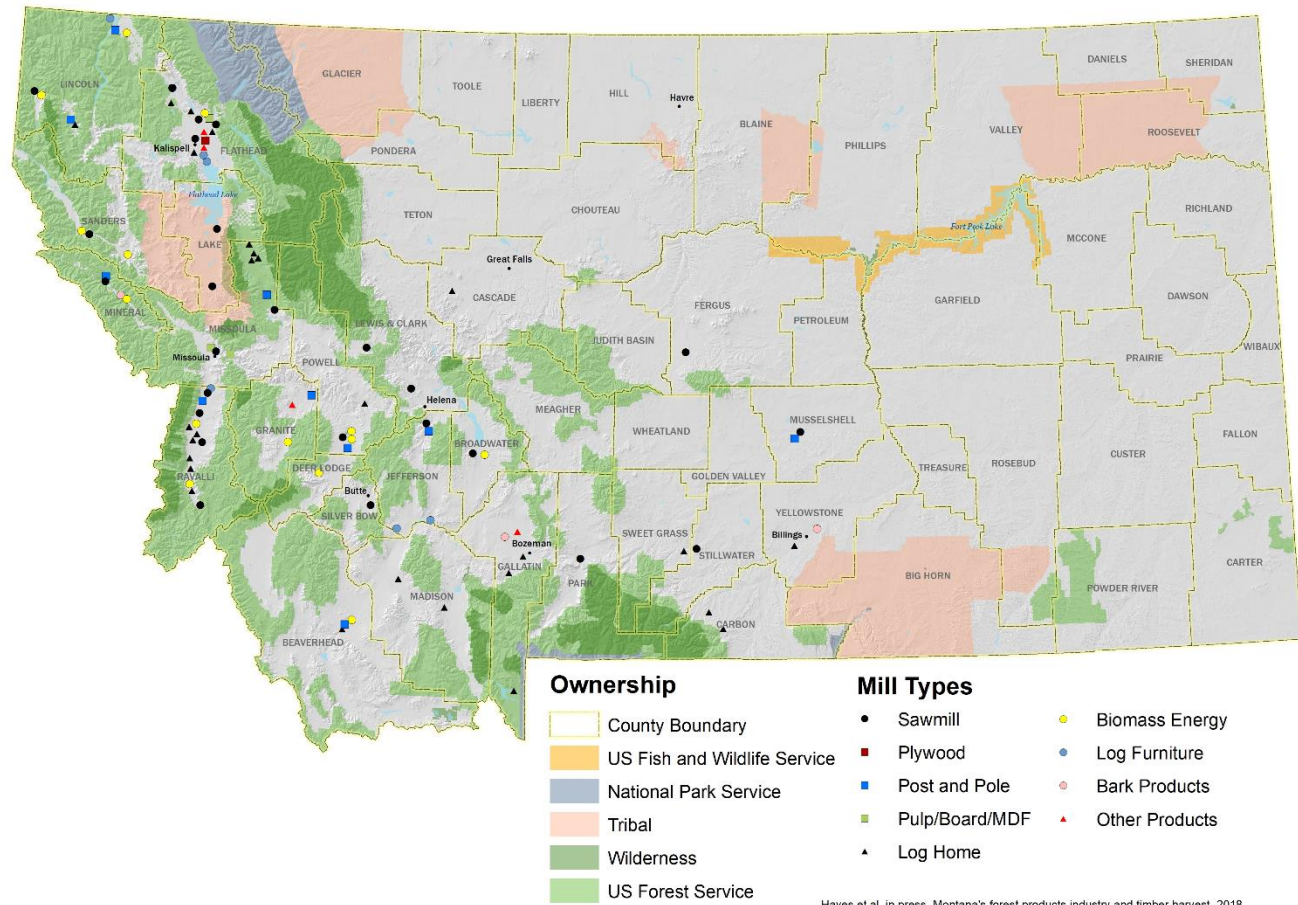 DANIELS
SHERIDAN
GLACIER
TOOLE
LIBERTY
HILL
Havre
BLAINE
PHILLIPS
VALLEY
ROOSEVELT
LINCOLN
Kalispell
FLATHEAD
PONDERA
Flathead Lake
TETON
CHOUTEAU
Fort Peck Lake
RICHLAND
MCCONE
SANDERS
LAKE
Great Falls
CASCADE
FERGUS
PETROLEUM
GARFIELD
DAWSON
MINERAL
MISSOULA
LEWIS & CLARK
JUDITH BASIN
WIBAUX
PRAIRIE
Missoula
POWELL
Helena
MEAGHER
WHEATLAND
MUSSELSHELL
GRANITE
BROADWATER
FALLON
RAVALLI
DEER LODGE
JEFFERSON
GOLDEN VALLEY
TREASURE
ROSEBUD
CUSTER
Butte
SILVER BOW
YELLOWSTONE
Billings
SWEET GRASS
STILLWATER
Bozeman
GALLATIN
PARK
BIG HORN
CARTER
POWDER RIVER
MADISON
CARBON
BEAVERHEAD
Ownership
County Boundary
US Fish and Wildlife Service
National Park Service
Tribal
Wilderness
US Forest Service
Mill Types
Sawmill
Plywood
Post and Pole
Pulp/Board/MDF
Log Home
Biomass Energy
Log Furniture
Bark Products
Other Products
Hayes et al. in press. Montana's forest products industry and timber harvest, 2018